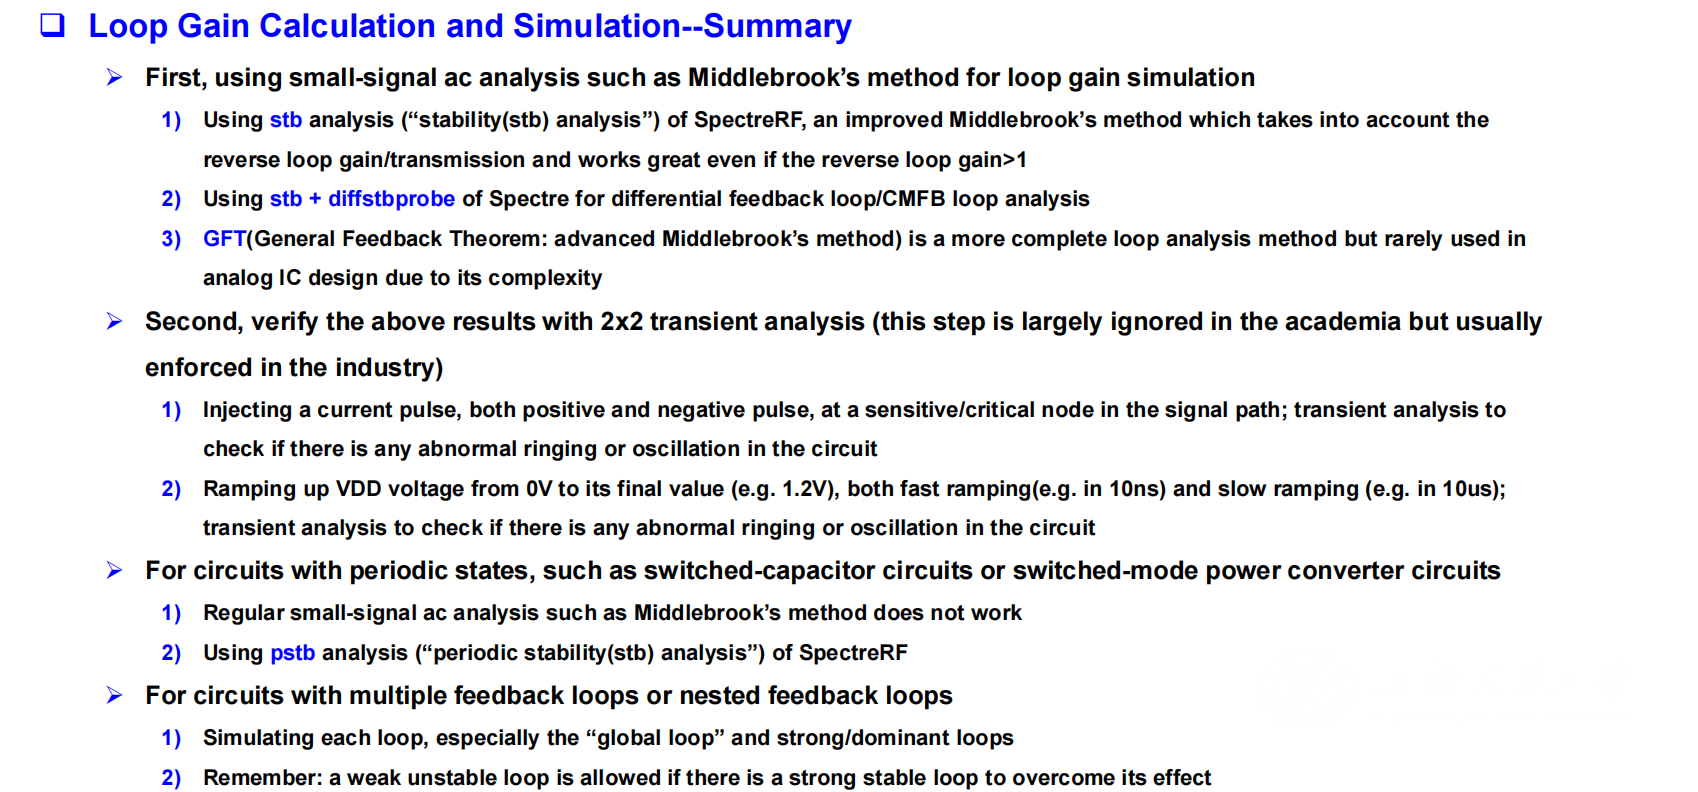 Loop Gain Calculation and Simulation--Summary
First, using small-signal ac analysis such as Middlebrook’s method for loop gain simulation
1) Using stb analysis (“stability(stb) analysis”) of SpectreRF, an improved Middlebrook’s method which takes into account the
reverse loop gain/transmission and works great even if the reverse loop gain>1
2) Using stb + diffstbprobe of Spectre for differential feedback loop/CMFB loop analysis
3) GFT(General Feedback Theorem: advanced Middlebrook’s method) is a more complete loop analysis method but rarely used in
analog IC design due to its complexity
Second, verify the above results with 2x2 transient analysis (this step is largely ignored in the academia but usually
enforced in the industry)
1) Injecting a current pulse, both positive and negative pulse, at a sensitive/critical node in the signal path; transient analysis to
check if there is any abnormal ringing or oscillation in the circuit
2) Ramping up VDD voltage from 0V to its final value (e.g. 1.2V), both fast ramping(e.g. in 10ns) and slow ramping (e.g. in 10us);
transient analysis to check if there is any abnormal ringing or oscillation in the circuit
For circuits with periodic states, such as switched-capacitor circuits or switched-mode power converter circuits
1) Regular small-signal ac analysis such as Middlebrook’s method does not work
2) Using pstb analysis (“periodic stability(stb) analysis”) of SpectreRF
For circuits with multiple feedback loops or nested feedback loops
1) Simulating each loop, especially the “global loop” and strong/dominant loops
2) Remember: a weak unstable loop is allowed if there is a strong stable loop to overcome its effect